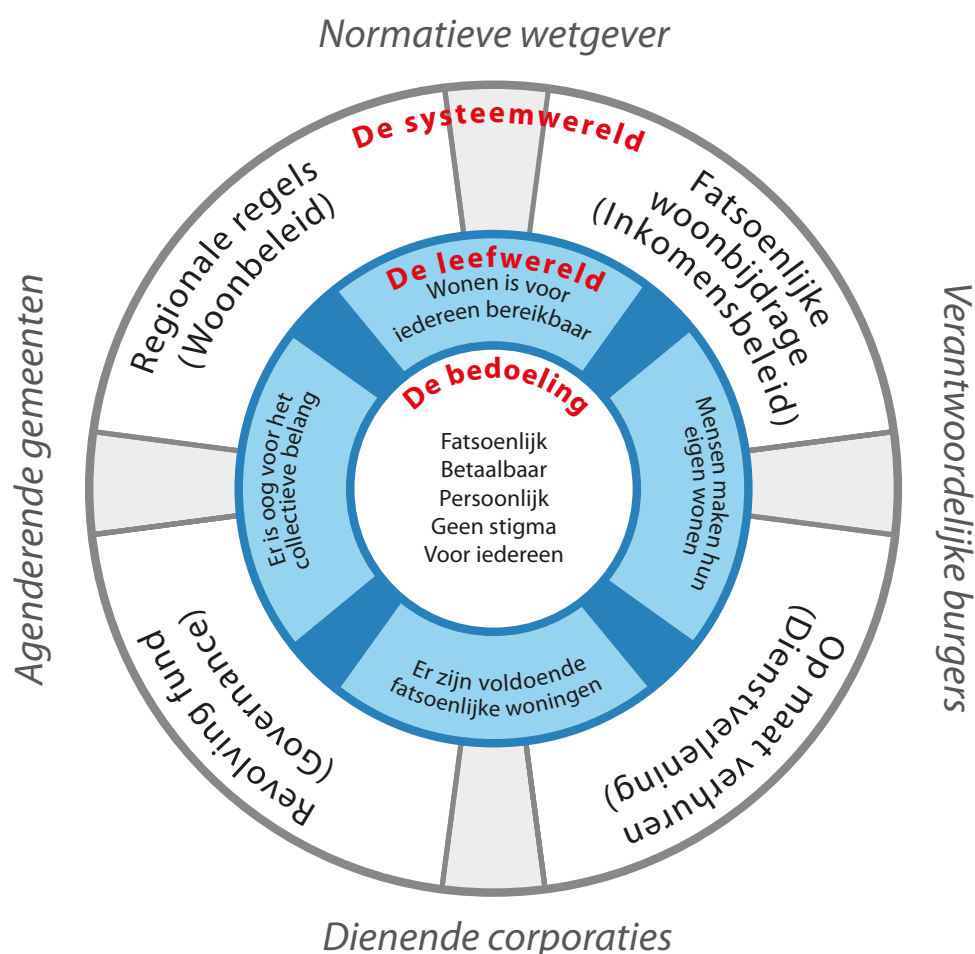 Normatieve wetgever
De systeemwereld
Regionale regels
(Woonbeleid)
Fatsoenlijke
woonbijdrage
(Inkomensbeleid)
Agenderende gemeenten
Verantwoordelijke burgers
De leefwereld
Wonen is voor
iedereen bereikbaar
Er is oog voor het
collectieve belang
Mensen maken hun
eigen wonen
De bedoeling
Fatsoenlijk
Betaalbaar
Persoonlijk
Geen stigma
Voor iedereen
Er zijn voldoende
fatsoenlijke woningen
Revolving fund
(Governance)
Op maat verhuren
(Dienstverlening)
Dienende corporaties